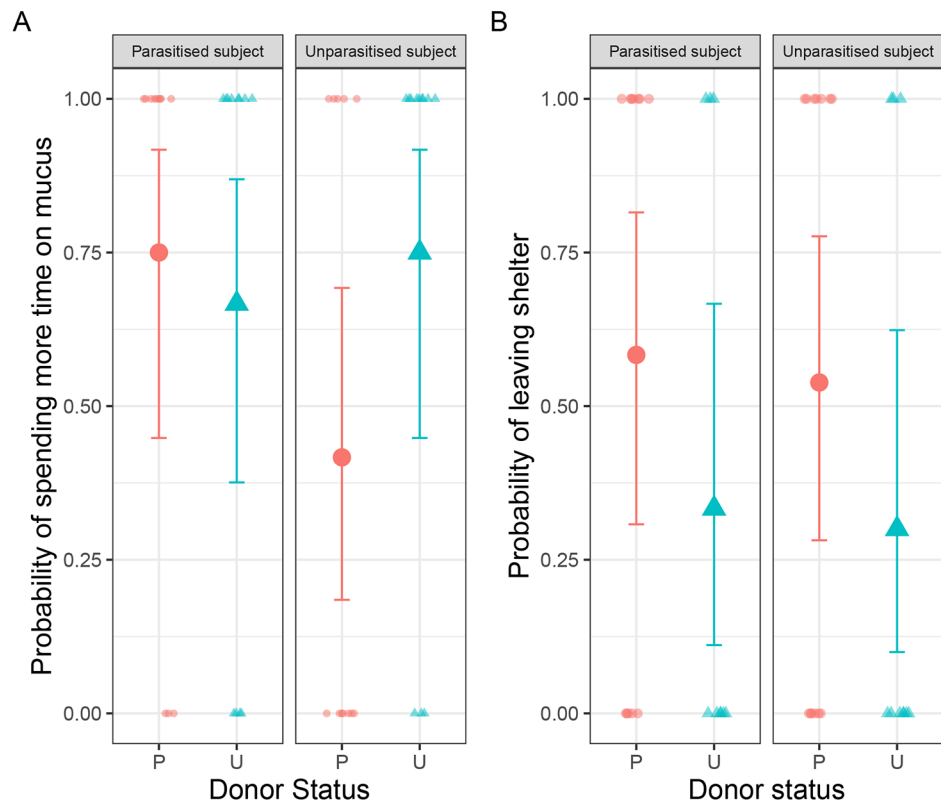 A
Parasitised subject
Unparasitised subject
Probability of spending more time on mucus
1.00
0.75
0.50
0.25
0.00
P
U
P
U
Donor Status
B
Parasitised subject
Unparasitised subject
Probability of leaving shelter
1.00
0.75
0.50
0.25
0.00
P
U
P
U
Donor status